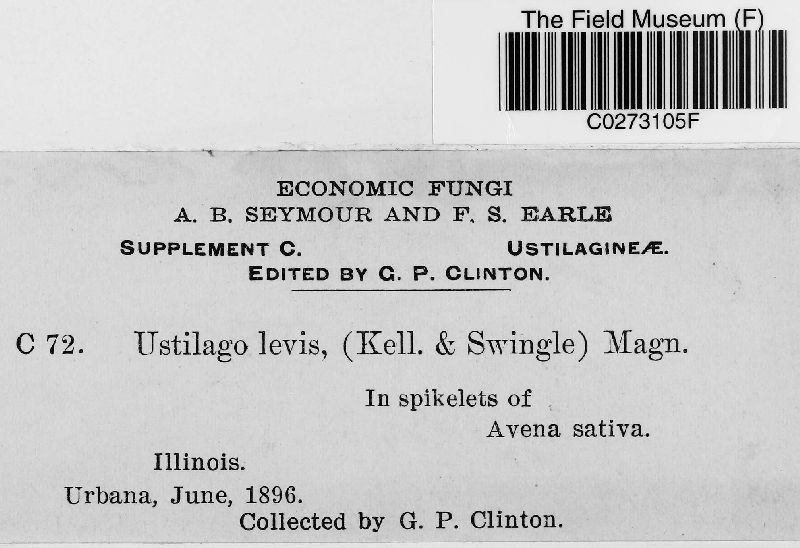 The Field Museum (F)
C0273105F
ECONOMIC FUNGI
A. B. SEYMOUR AND F. S. EARLE
SUPPLEMENT C. USTILAGINEÆ.
EDITED BY G. P. CLINTON.
C 72. Ustilago levis, (Kell. & Swingle) Magn.
In spikelets of
Avena sativa.
Illinois.
Urbana, June, 1896.
Collected by G. P. Clinton.